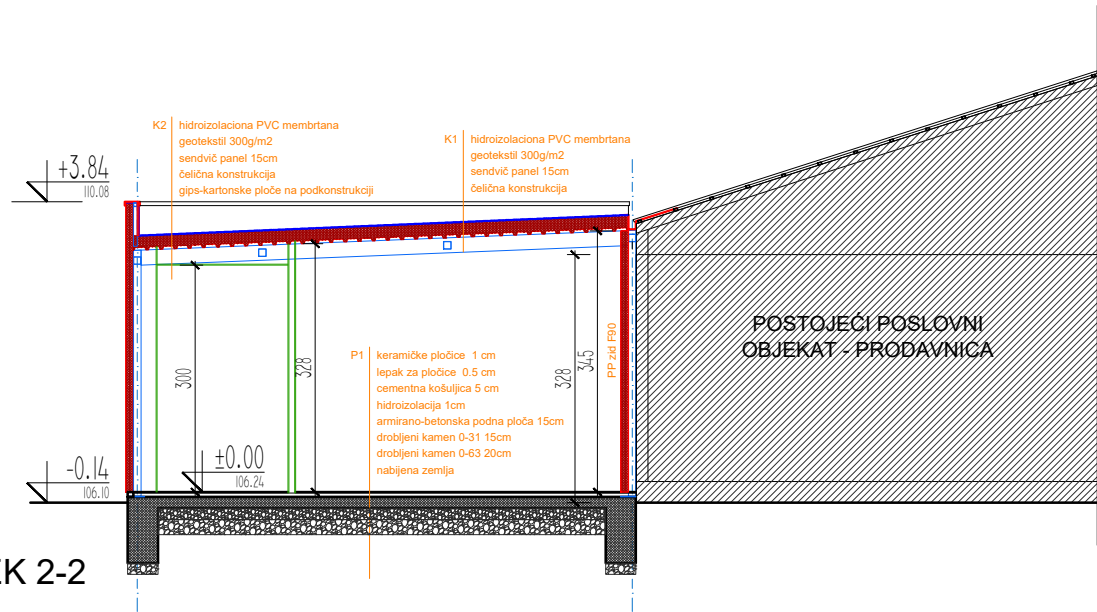 K2
hidroizolaciona PVC membrtana
geotekstil 300g/m2
sendvič panel 15cm
čelična konstrukcija
gips-kartonske ploče na podkonstrukciji
K1
hidroizolaciona PVC membrtana
geotekstil 300g/m2
sendvič panel 15cm
čelična konstrukcija
+3.84
110.08
POSTOJEĆI POSLOVNI
OBJEKAT - PRODAVNICA
300
328
328
345
PP zid F90
P1
keramičke pločice 1 cm
lepak za pločice 0.5 cm
cementna košuljica 5 cm
hidroizolacija 1cm
armirano-betonska podna ploča 15cm
drobljeni kamen 0-31 15cm
drobljeni kamen 0-63 20cm
nabijena zemlja
±0.00
106.24
-0.14
106.10
EK 2-2